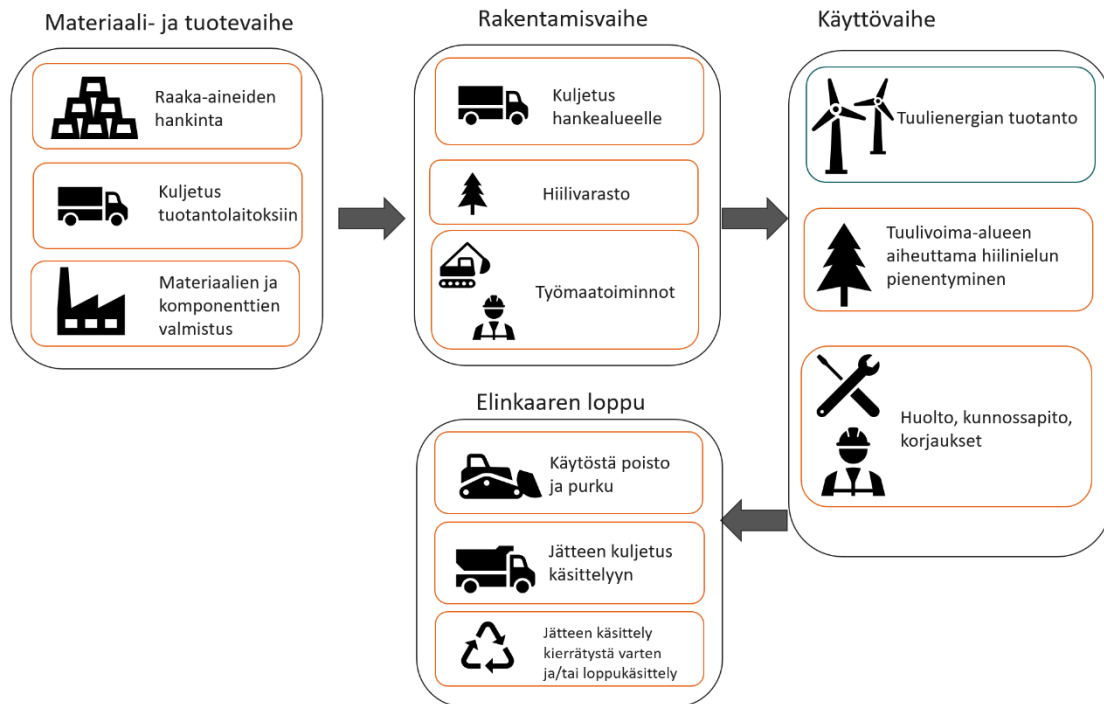 Materiaali- ja tuotevaihe
Raaka-aineiden
hankinta
Kuljetus
tuotantolaitoksiin
Materiaalien ja
komponenttien
valmistus
Rakentamisvaihe
Kuljetus
hankealueelle
Hiilivarasto
Työmaatoiminnot
Käyttövaihe
Tuulienergian tuotanto
Tuulivoima-alueen
aiheuttama hiilinielun
pienentyminen
Huolto, kunnossapito,
korjaukset
Elinkaaren loppu
Käytöstä poisto
ja purku
Jätteen kuljetus
käsittelyyn
Jätteen käsittely
kierrätystä varten
ja/tai loppukäsittely